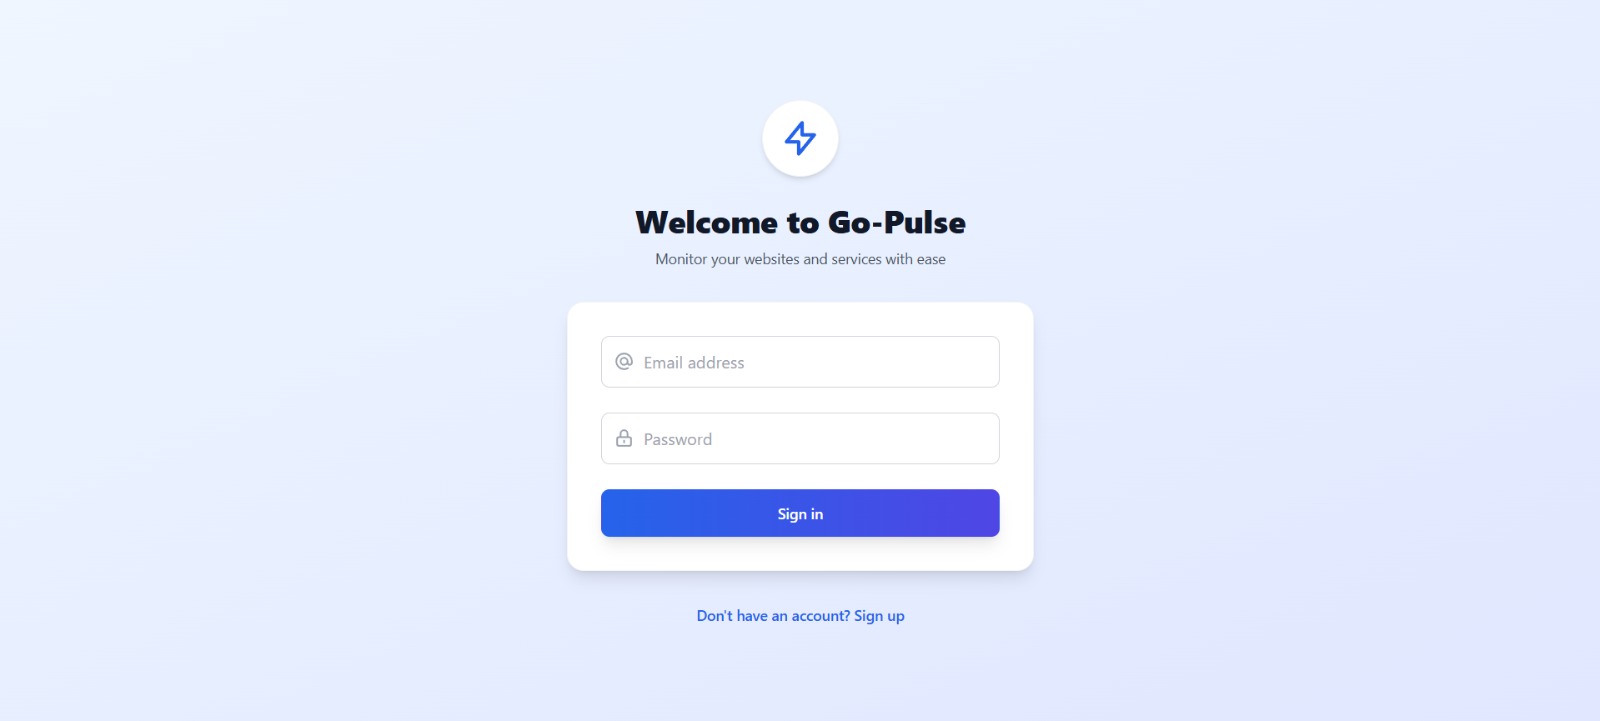 Welcome to Go-Pulse
Monitor your websites and services with ease
Email address
Password
Sign in
Don't have an account? Sign up